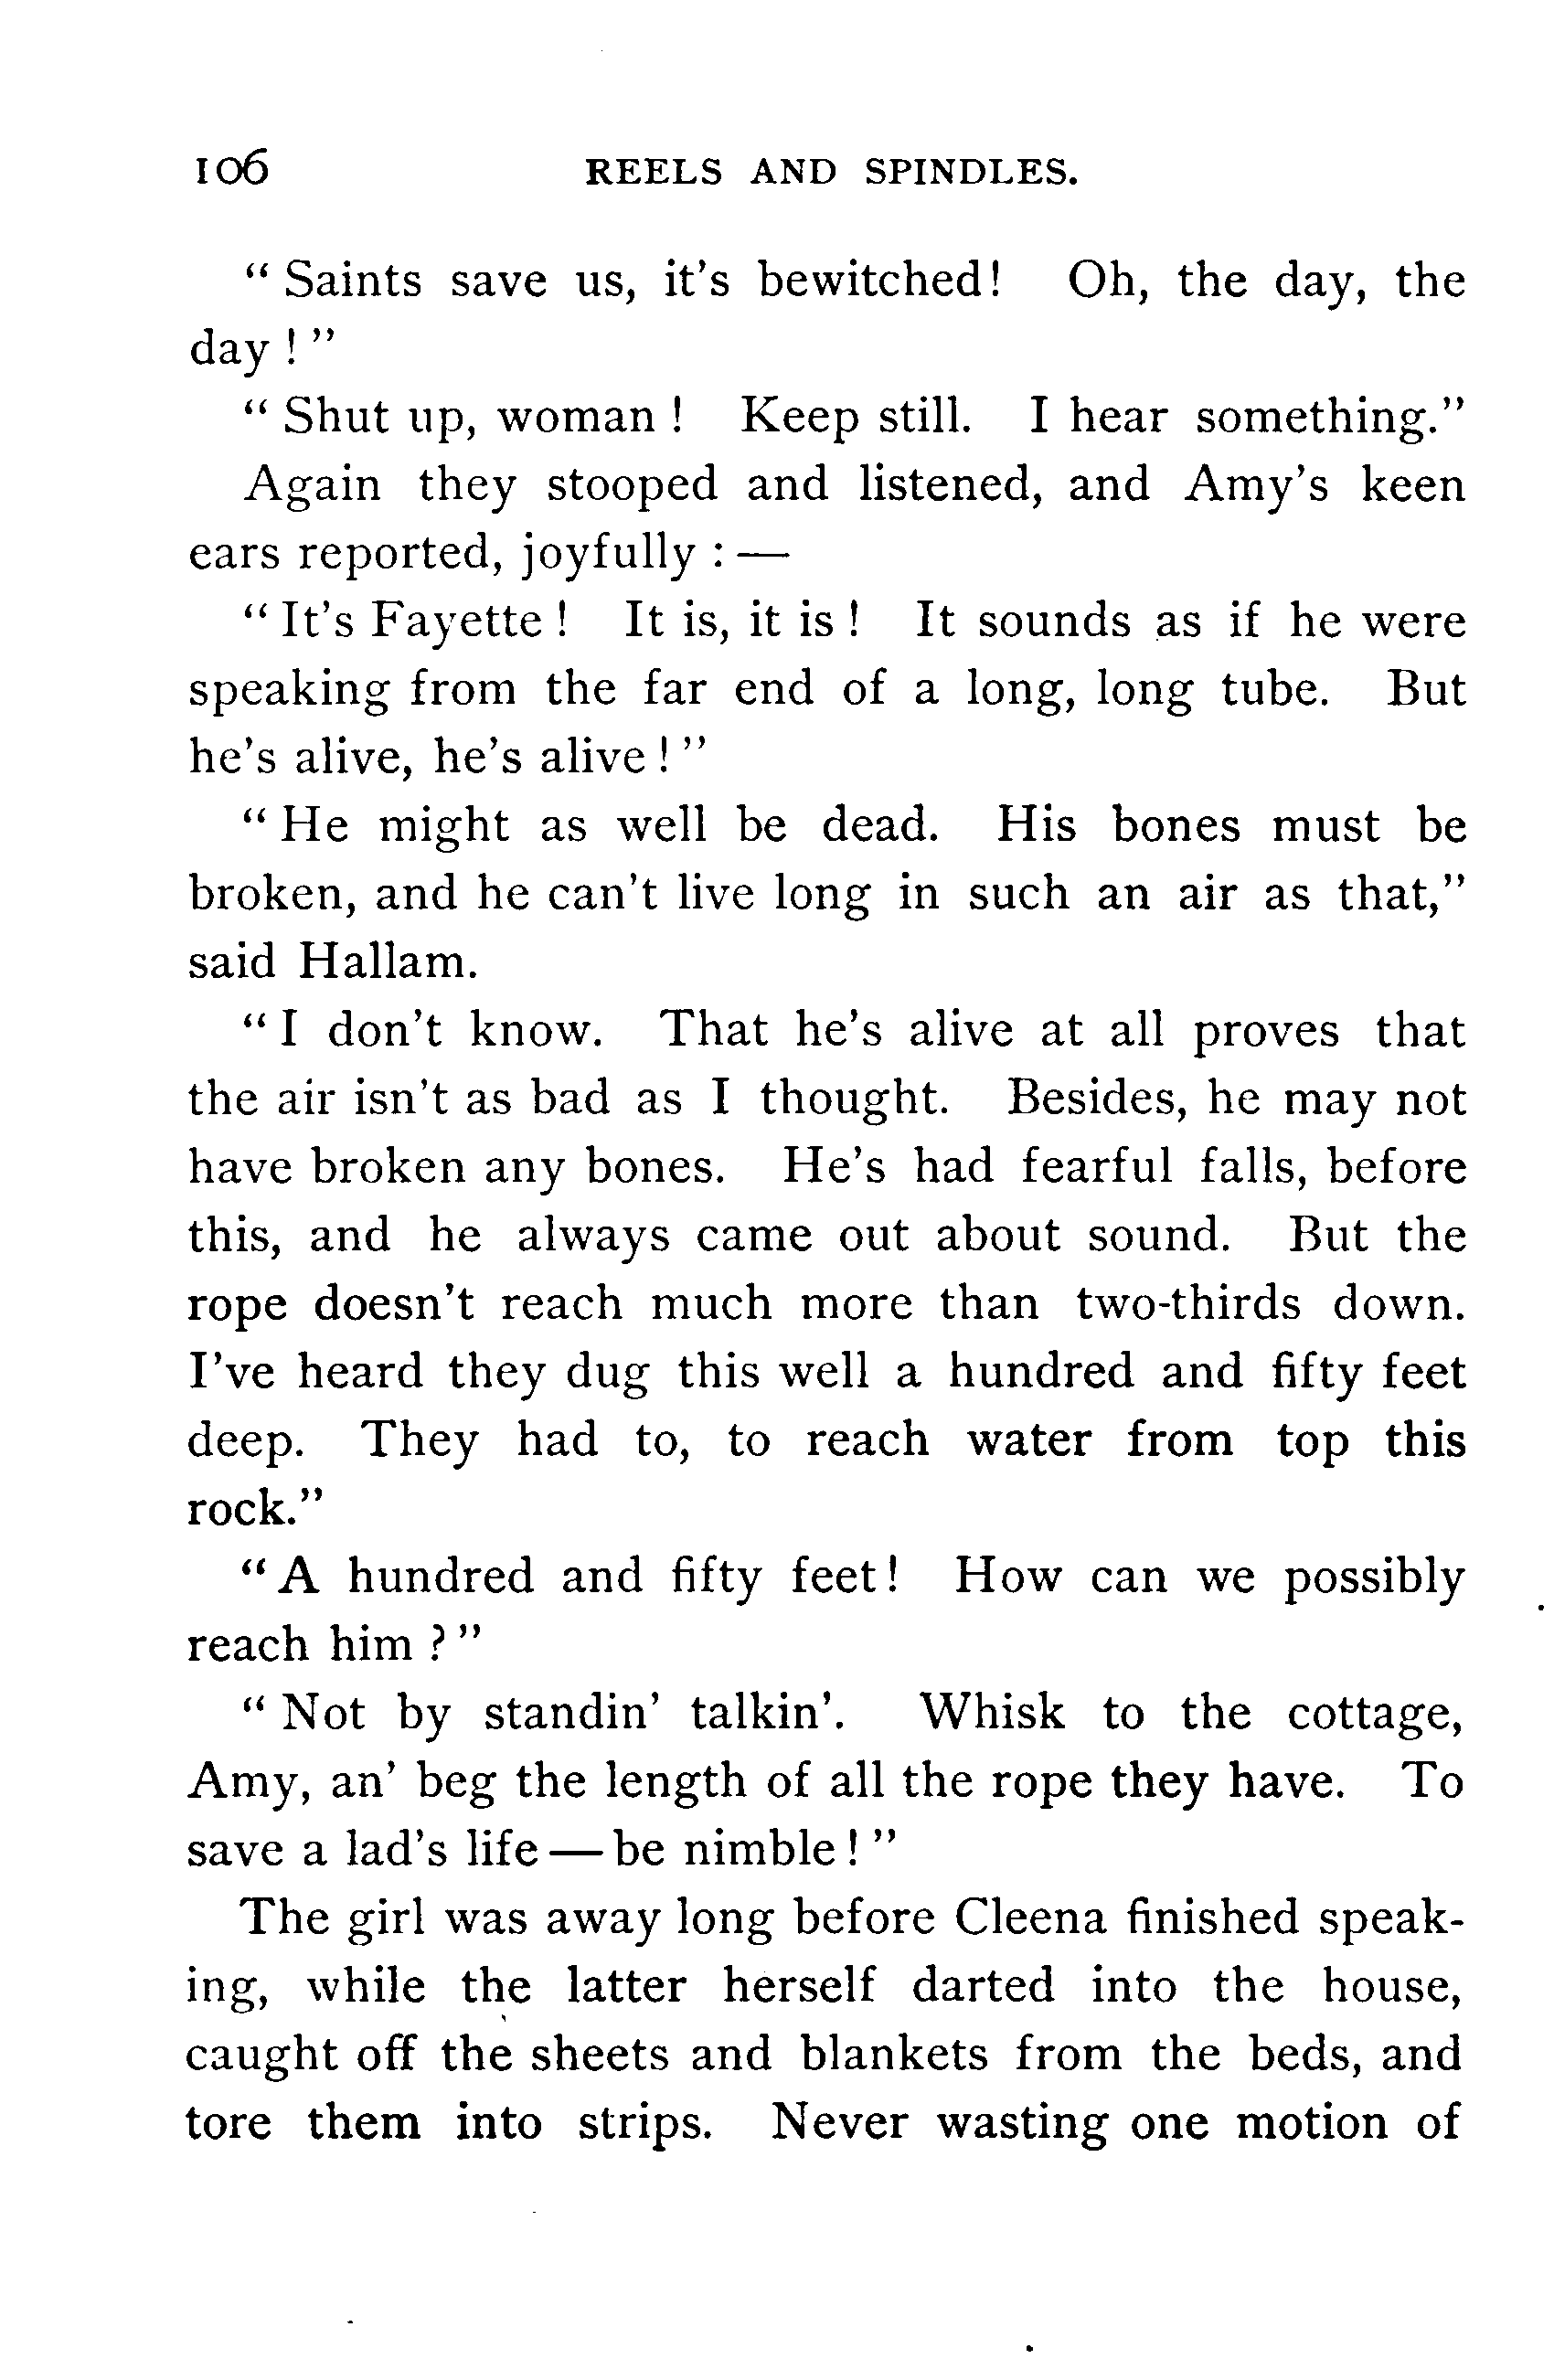 106 REELS AND SPINDLES.
“ Saints save us, it’s bewitched! Oh, the day, the
day ! ”
“ Shut up, woman ! Keep still. I hear something.”
Again they stooped and listened, and Amy’s keen
ears reported, joyfully : —
“ It’s Fayette ! It is, it is ! It sounds as if he were
speaking from the far end of a long, long tube. But
he’s alive, he’s alive ! ”
“ He might as well be dead. His bones must be
broken, and he can’t live long in such an air as that,”
said Hallam.
“ I don’t know. That he’s alive at all proves that
the air isn’t as bad as I thought. Besides, he may not
have broken any bones. He’s had fearful falls, before
this, and he always came out about sound. But the
rope doesn’t reach much more than two-thirds down.
I’ve heard they dug this well a hundred and fifty feet
deep. They had to, to reach water from top this
rock.”
“ A hundred and fifty feet! How can we possibly
reach him ? ”
“ Not by standin’ talkin’. Whisk to the cottage,
Amy, an’ beg the length of all the rope they have. To
save a lad’s life — be nimble ! ”
The girl was away long before Cleena finished speak-
ing, while the latter herself darted into the house,
caught off the sheets and blankets from the beds, and
tore them into strips. Never wasting one motion of